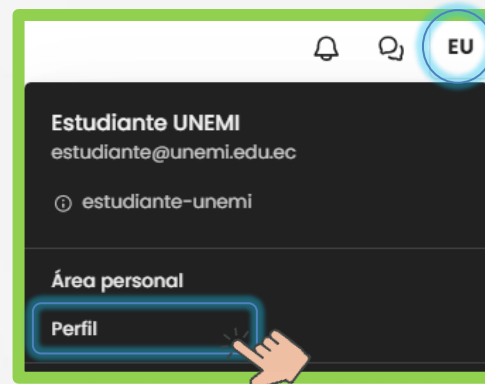 EU
Estudiante UNEMI
estudiante@unemi.edu.ec
estudiante-unemi
Área personal
Perfil